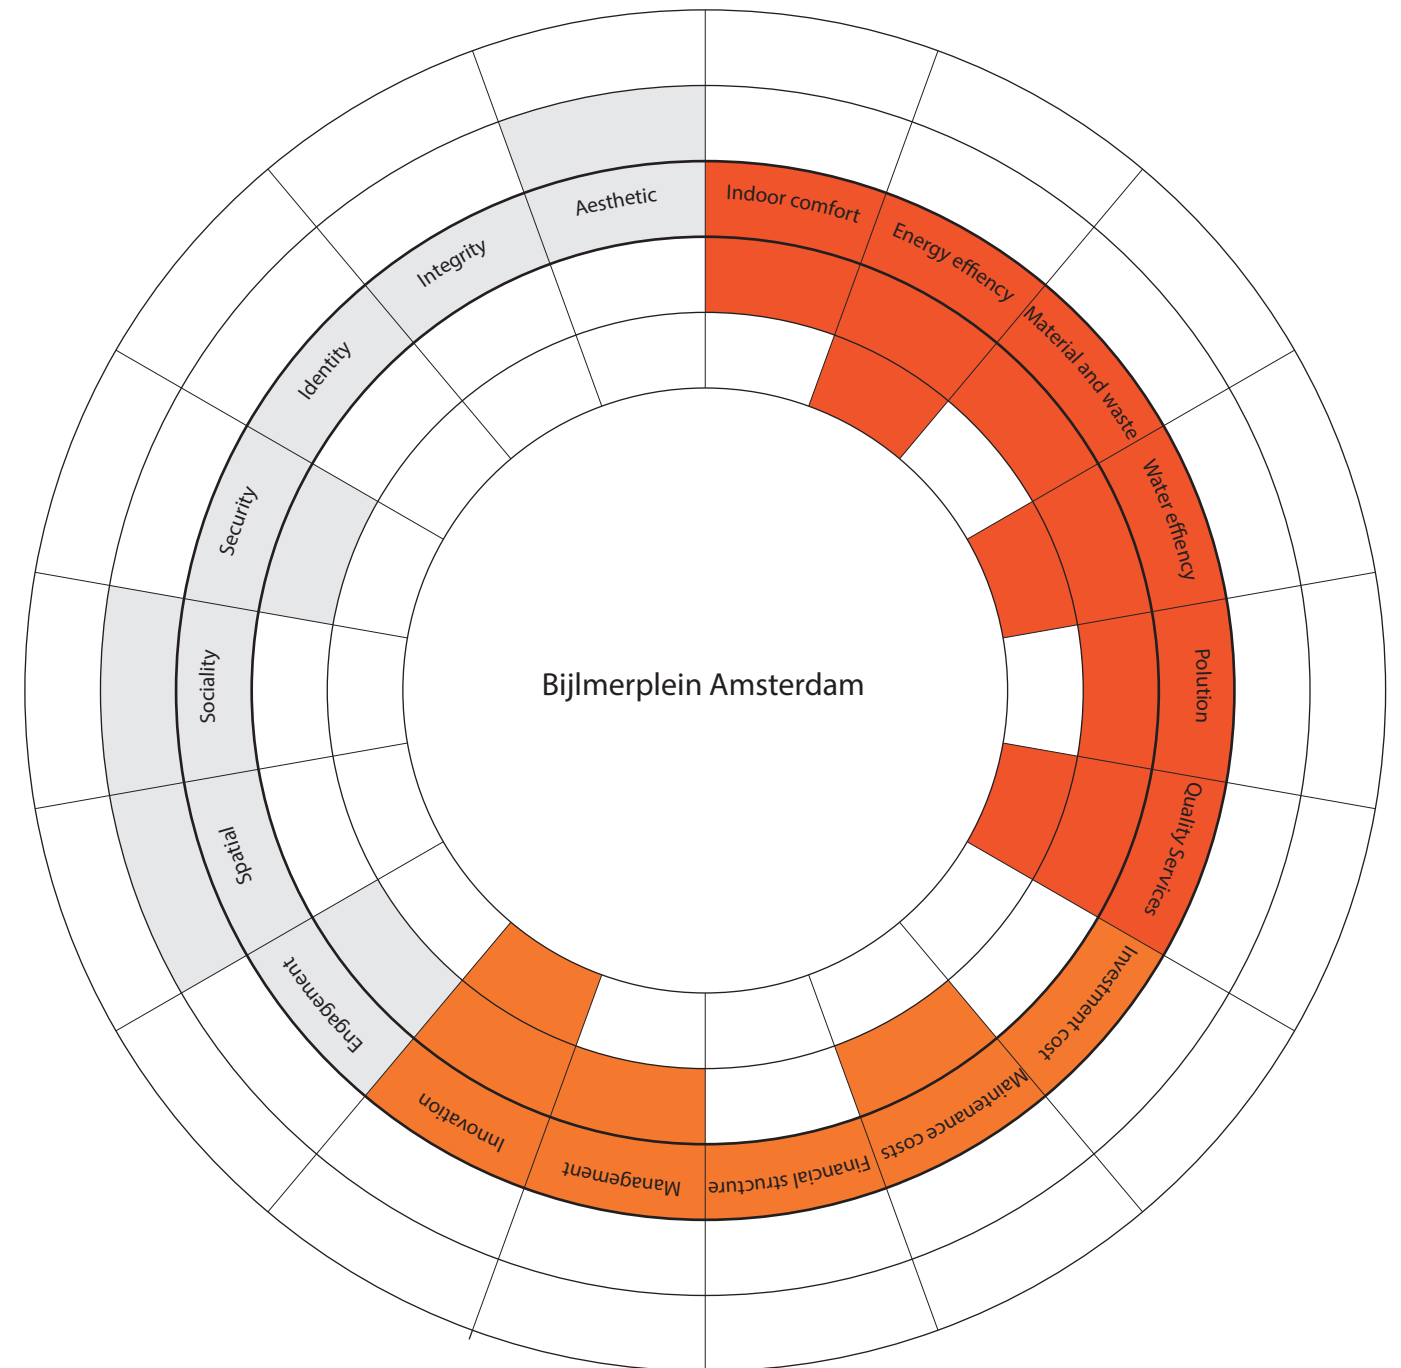 Indoor comfort
Energy effiency
Material and waste
Water effiency
Polution
Quality Services
Investment cost
Maintenance costs
Financial structure
Management
Innovation
Engagement
Spatial
Sociality
Security
Identity
Integrity
Aesthetic
Bijlmerplein Amsterdam